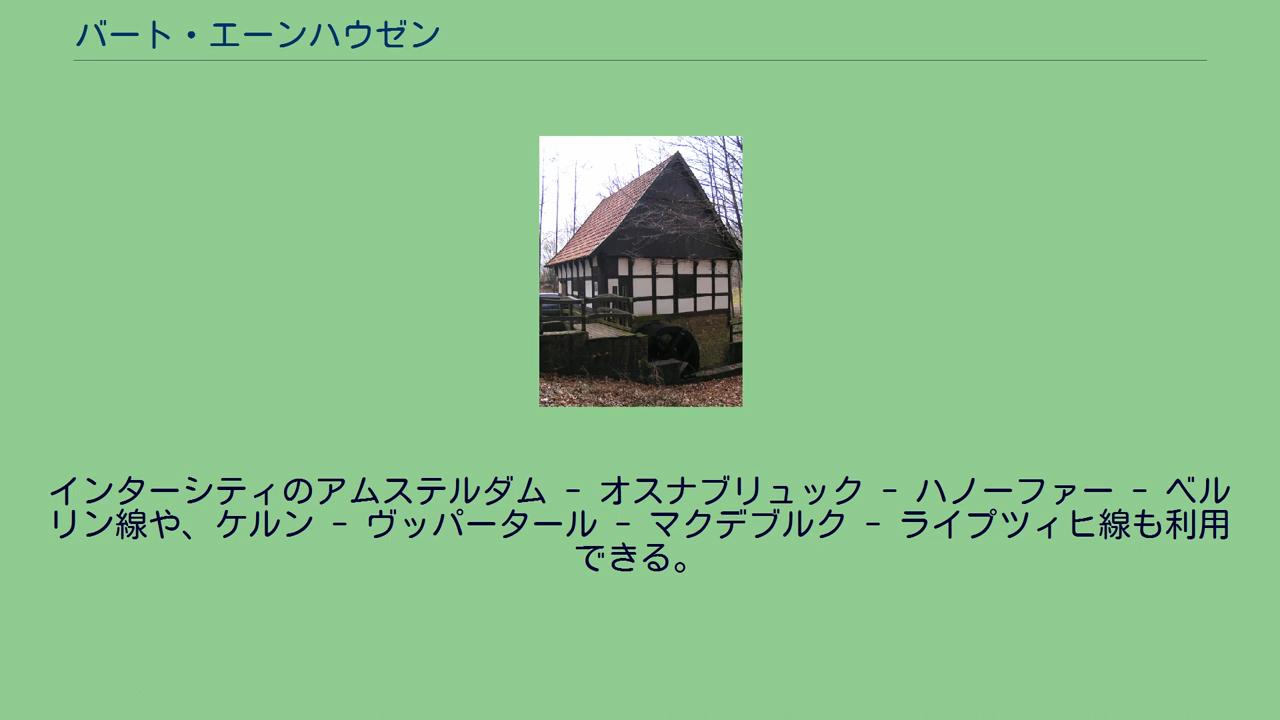 バート・エーンハウゼン
インターシティのアムステルダム - オスナブリュック - ハノーファー - ベル
リン線や、ケルン - ヴッパータール - マクデブルク - ライプツィヒ線も利用
できる。